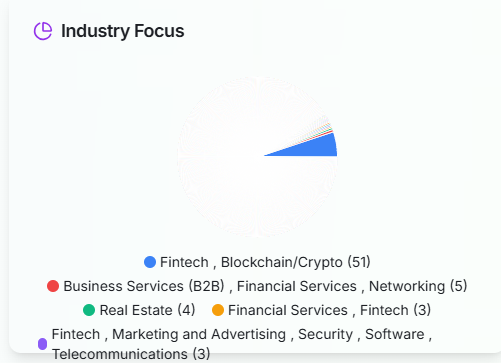 Industry Focus
Fintech , Blockchain/Crypto (51)
Business Services (B2B) , Financial Services , Networking (5)
Real Estate (4) Financial Services , Fintech (3)
Fintech , Marketing and Advertising , Security , Software ,
Telecommunications (3)